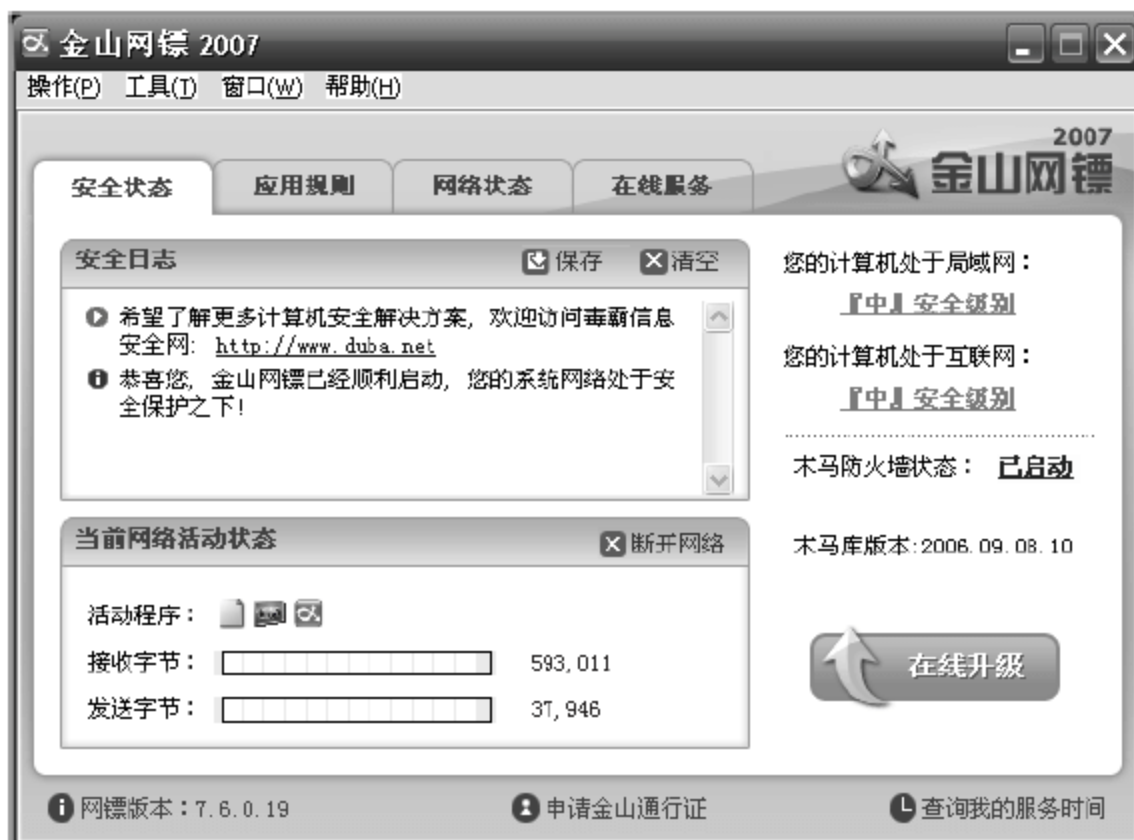 金山网镖 2007
操作(P) 工具(T) 窗口(W) 帮助(H)
2007
金山网镖
安全状态 应用规则 网络状态 在线服务
安全日志 保存 清空
希望了解更多计算机安全解决方案, 欢迎访问毒霸信息
安全网: http://www.duba.net
恭喜您, 金山网镖已经顺利启动, 您的系统网络处于安
全保护之下!
当前网络活动状态 断开网络
活动程序:
接收字节: 593,011
发送字节: 37,946
您的计算机处于局域网:
『中』安全级别
您的计算机处于互联网:
『中』安全级别
木马防火墙状态: 已启动
木马库版本:2006.09.08.10
在线升级
网镖版本:7.6.0.19 申请金山通行证 查询我的服务时间